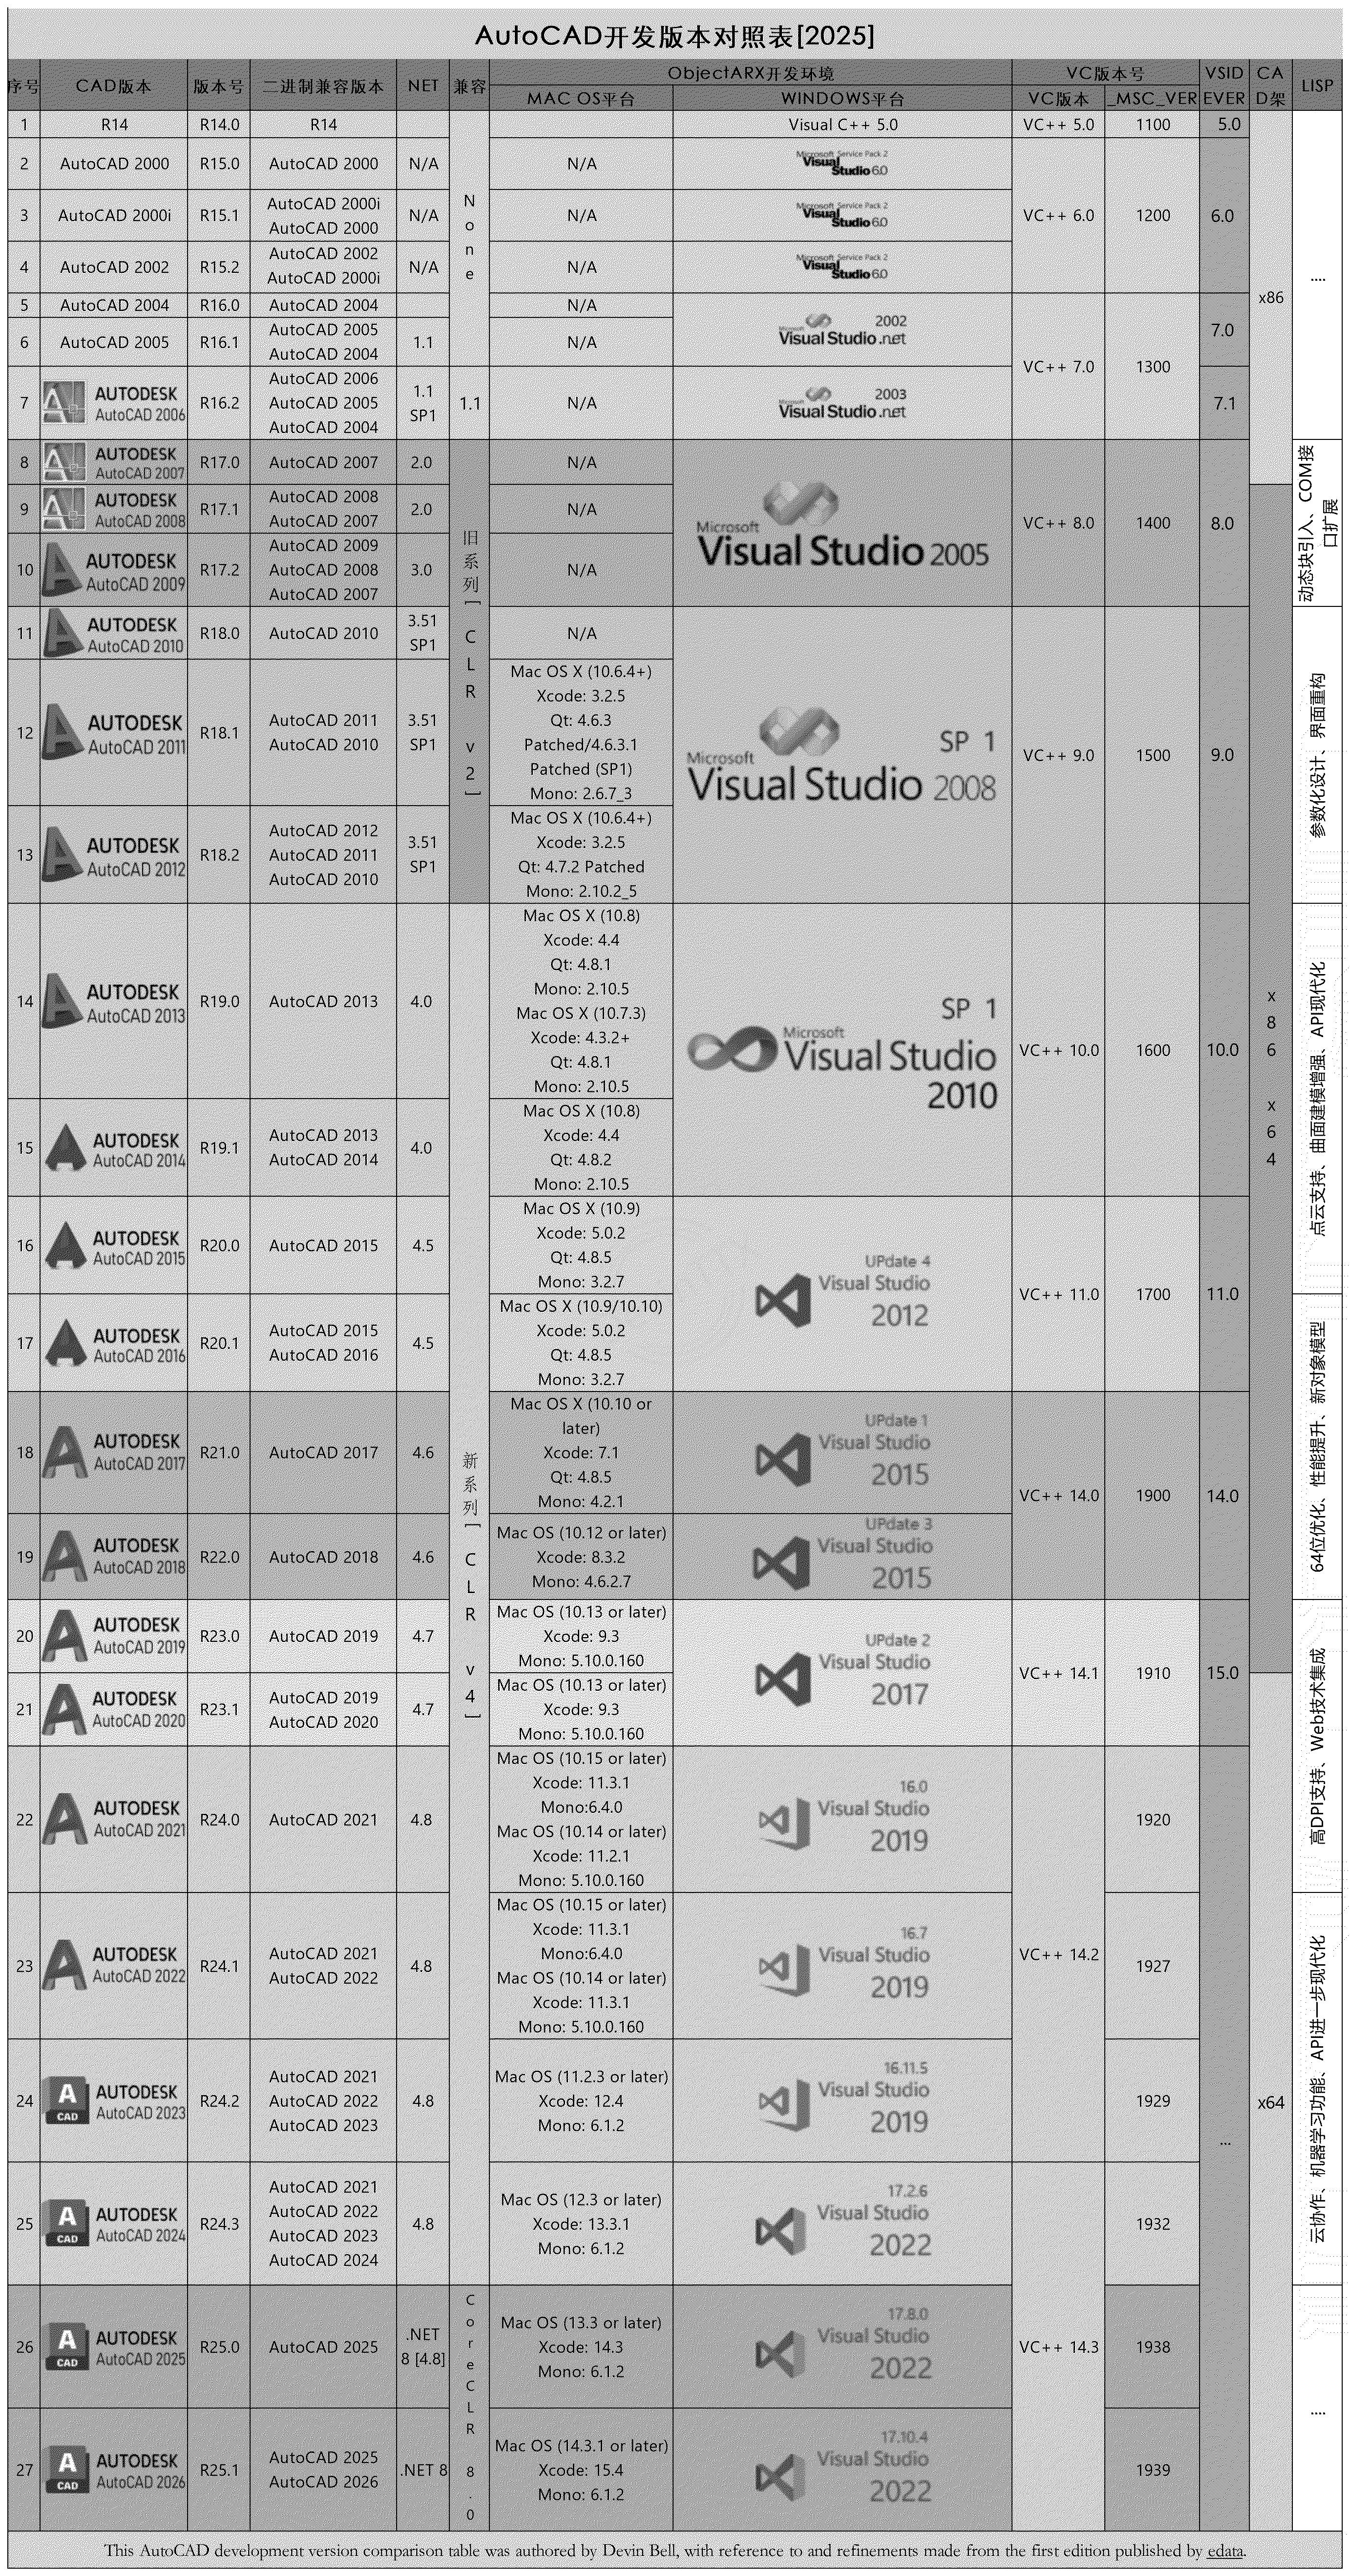 AutoCAD开发版本对照表[2025]
序号 CAD版本 版本号 二进制兼容版本 NET 兼容 ObjectARX开发环境 VC版本号 VSID CA LISP
MAC OS平台 WINDOWS平台 VC版本 _MSC_VER EVER D架
1 R14 R14.0 R14 Visual C++ 5.0 VC++ 5.0 1100 5.0
2 AutoCAD 2000 R15.0 AutoCAD 2000 N/A N/A
Microsoft Service Pack 2
Visual
Studio 6.0
3 AutoCAD 2000i R15.1 AutoCAD 2000i
AutoCAD 2000 N/A N/A
Microsoft Service Pack 2
Visual
Studio 6.0
VC++ 6.0 1200 6.0
4 AutoCAD 2002 R15.2 AutoCAD 2002
AutoCAD 2000i N/A N/A
Microsoft Service Pack 2
Visual
Studio 6.0
None
x86
....
5 AutoCAD 2004 R16.0 AutoCAD 2004 N/A
6 AutoCAD 2005 R16.1 AutoCAD 2005
AutoCAD 2004 1.1 N/A
2002
Microsoft
Visual Studio .net
7.0
VC++ 7.0 1300
7 AUTODESK
AutoCAD 2006 R16.2 AutoCAD 2006
AutoCAD 2005
AutoCAD 2004
1.1
SP1
1.1 N/A
2003
Microsoft
Visual Studio .net
7.1
8 AUTODESK
AutoCAD 2007 R17.0 AutoCAD 2007 2.0 N/A
9 AUTODESK
AutoCAD 2008 R17.1 AutoCAD 2008
AutoCAD 2007 2.0 N/A
Microsoft
Visual Studio 2005
VC++ 8.0 1400 8.0
动态块引入、COM接
口扩展
10 AUTODESK
AutoCAD 2009 R17.2 AutoCAD 2009
AutoCAD 2008
AutoCAD 2007 3.0 N/A
旧系列[CLR v2]
11 AUTODESK
AutoCAD 2010 R18.0 AutoCAD 2010 3.51
SP1 N/A
12 AUTODESK
AutoCAD 2011 R18.1 AutoCAD 2011
AutoCAD 2010
3.51
SP1
Mac OS X (10.6.4+)
Xcode: 3.2.5
Qt: 4.6.3
Patched/4.6.3.1
Patched (SP1)
Mono: 2.6.7_3
SP 1
Microsoft
Visual Studio 2008
VC++ 9.0 1500 9.0
参数化设计、界面重构
13 AUTODESK
AutoCAD 2012 R18.2 AutoCAD 2012
AutoCAD 2011
AutoCAD 2010
3.51
SP1
Mac OS X (10.6.4+)
Xcode: 3.2.5
Qt: 4.7.2 Patched
Mono: 2.10.2_5
14 AUTODESK
AutoCAD 2013 R19.0 AutoCAD 2013 4.0
Mac OS X (10.8)
Xcode: 4.4
Qt: 4.8.1
Mono: 2.10.5
Mac OS X (10.7.3)
Xcode: 4.3.2+
Qt: 4.8.1
Mono: 2.10.5
SP 1
Microsoft
Visual Studio
2010
VC++ 10.0 1600 10.0
x86 x64
点云支持、曲面建模增强、API现代化
15 AUTODESK
AutoCAD 2014 R19.1 AutoCAD 2013
AutoCAD 2014 4.0
Mac OS X (10.8)
Xcode: 4.4
Qt: 4.8.2
Mono: 2.10.5
16 AUTODESK
AutoCAD 2015 R20.0 AutoCAD 2015 4.5
Mac OS X (10.9)
Xcode: 5.0.2
Qt: 4.8.5
Mono: 3.2.7
UPdate 4
Visual Studio
2012
VC++ 11.0 1700 11.0
17 AUTODESK
AutoCAD 2016 R20.1 AutoCAD 2015
AutoCAD 2016 4.5
Mac OS X (10.9/10.10)
Xcode: 5.0.2
Qt: 4.8.5
Mono: 3.2.7
64位优化、性能提升、新对象模型
18 AUTODESK
AutoCAD 2017 R21.0 AutoCAD 2017 4.6
Mac OS X (10.10 or
later)
Xcode: 7.1
Qt: 4.8.5
Mono: 4.2.1
UPdate 1
Visual Studio
2015
VC++ 14.0 1900 14.0
新系列[CLR v4]
19 AUTODESK
AutoCAD 2018 R22.0 AutoCAD 2018 4.6
Mac OS (10.12 or later)
Xcode: 8.3.2
Mono: 4.6.2.7
UPdate 3
Visual Studio
2015
20 AUTODESK
AutoCAD 2019 R23.0 AutoCAD 2019 4.7
Mac OS (10.13 or later)
Xcode: 9.3
Mono: 5.10.0.160
UPdate 2
Visual Studio
2017
VC++ 14.1 1910 15.0
21 AUTODESK
AutoCAD 2020 R23.1 AutoCAD 2019
AutoCAD 2020 4.7
Mac OS (10.13 or later)
Xcode: 9.3
Mono: 5.10.0.160
高DPI支持、Web技术集成
22 AUTODESK
AutoCAD 2021 R24.0 AutoCAD 2021 4.8
Mac OS (10.15 or later)
Xcode: 11.3.1
Mono:6.4.0
Mac OS (10.14 or later)
Xcode: 11.2.1
Mono: 5.10.0.160
16.0
Visual Studio
2019
1920
23 AUTODESK
AutoCAD 2022 R24.1 AutoCAD 2021
AutoCAD 2022 4.8
Mac OS (10.15 or later)
Xcode: 11.3.1
Mono:6.4.0
Mac OS (10.14 or later)
Xcode: 11.3.1
Mono: 5.10.0.160
16.7
Visual Studio
2019
VC++ 14.2 1927
云协作、机器学习功能、API进一步现代化
24 A
CAD
AUTODESK
AutoCAD 2023 R24.2 AutoCAD 2021
AutoCAD 2022
AutoCAD 2023 4.8
Mac OS (11.2.3 or later)
Xcode: 12.4
Mono: 6.1.2
16.11.5
Visual Studio
2019
1929
x64
...
25 A
CAD
AUTODESK
AutoCAD 2024 R24.3 AutoCAD 2021
AutoCAD 2022
AutoCAD 2023
AutoCAD 2024 4.8
Mac OS (12.3 or later)
Xcode: 13.3.1
Mono: 6.1.2
17.2.6
Visual Studio
2022
1932
26 A
CAD
AUTODESK
AutoCAD 2025 R25.0 AutoCAD 2025 .NET
8 [4.8]
CoreCLR 8.0
Mac OS (13.3 or later)
Xcode: 14.3
Mono: 6.1.2
17.8.0
Visual Studio
2022
VC++ 14.3 1938
....
27 A
CAD
AUTODESK
AutoCAD 2026 R25.1 AutoCAD 2025
AutoCAD 2026 .NET 8
Mac OS (14.3.1 or later)
Xcode: 15.4
Mono: 6.1.2
17.10.4
Visual Studio
2022
1939
This AutoCAD development version comparison table was authored by Devin Bell, with reference to and refinements made from the first edition published by edata.